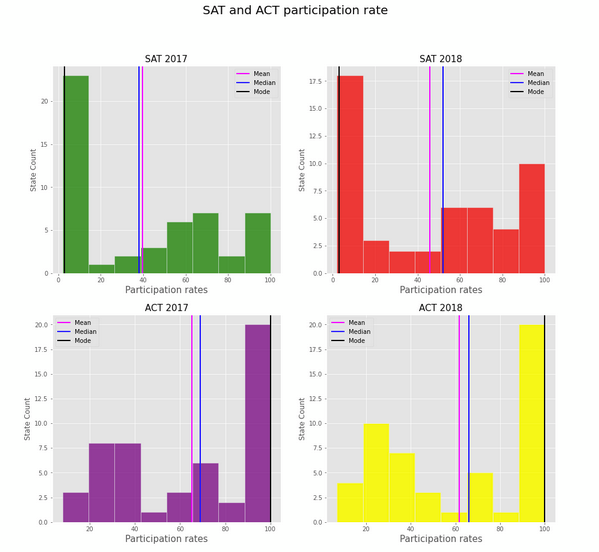 SAT and ACT participation rate
SAT 2017
Mean
Median
Mode
State Count
20
15
10
5
0
0 20 40 60 80 100
Participation rates
SAT 2018
Mean
Median
Mode
State Count
17.5
15.0
12.5
10.0
7.5
5.0
2.5
0.0
0 20 40 60 80 100
Participation rates
ACT 2017
Mean
Median
Mode
State Count
20.0
17.5
15.0
12.5
10.0
7.5
5.0
2.5
0.0
20 40 60 80 100
Participation rates
ACT 2018
Mean
Median
Mode
State Count
20.0
17.5
15.0
12.5
10.0
7.5
5.0
2.5
0.0
20 40 60 80 100
Participation rates